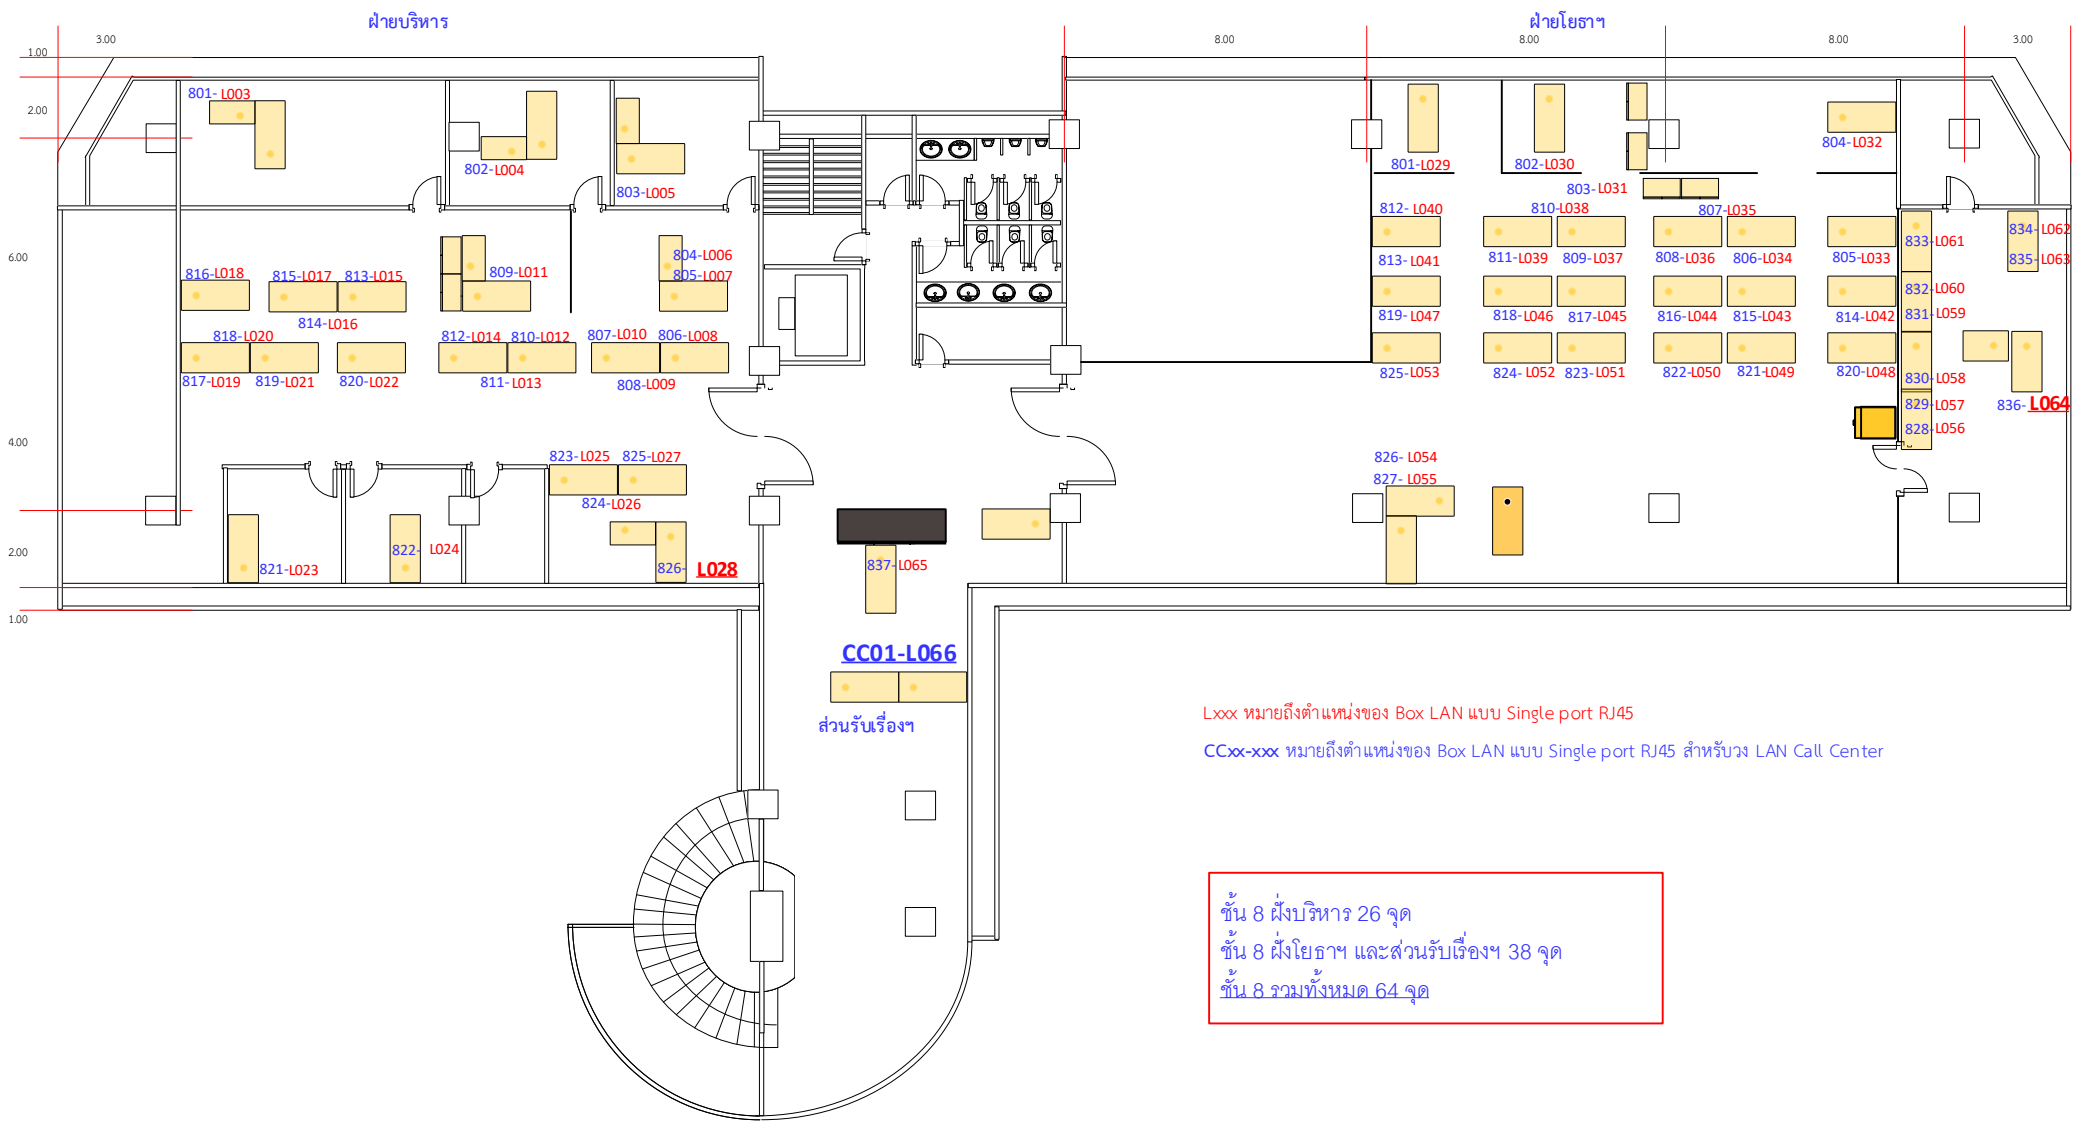 ฝ่ายบริหาร
ฝ่ายโยธาฯ
3.00
8.00
8.00
8.00
3.00
1.00
2.00
6.00
4.00
2.00
1.00
801- L003
802-L004
803-L005
804-L006
805-L007
816-L018
815-L017
813-L015
809-L011
814-L016
818-L020
812-L014
810-L012
807-L010
806-L008
817-L019
819-L021
820-L022
811-L013
808-L009
823-L025
825-L027
824-L026
821-L023
822- L024
826- L028
801-L029
802-L030
803-L031
804-L032
812- L040
810-L038
807-L035
813-L041
811-L039
809-L037
808-L036
806-L034
805-L033
819-L047
818-L046
817-L045
816-L044
815-L043
814-L042
825-L053
824- L052
823-L051
822-L050
821-L049
820-L048
833-L061
834-L062
835-L063
832-L060
831-L059
830-L058
829-L057
828-L056
836- L064
826- L054
827- L055
837-L065
CC01-L066
ส่วนรับเรื่องฯ
Lxxx หมายถึงตำแหน่งของ Box LAN แบบ Single port RJ45
CCxx-xxx หมายถึงตำแหน่งของ Box LAN แบบ Single port RJ45 สำหรับวง LAN Call Center
ชั้น 8 ฝั่งบริหาร 26 จุด
ชั้น 8 ฝั่งโยธาฯ และส่วนรับเรื่องฯ 38 จุด
ชั้น 8 รวมทั้งหมด 64 จุด